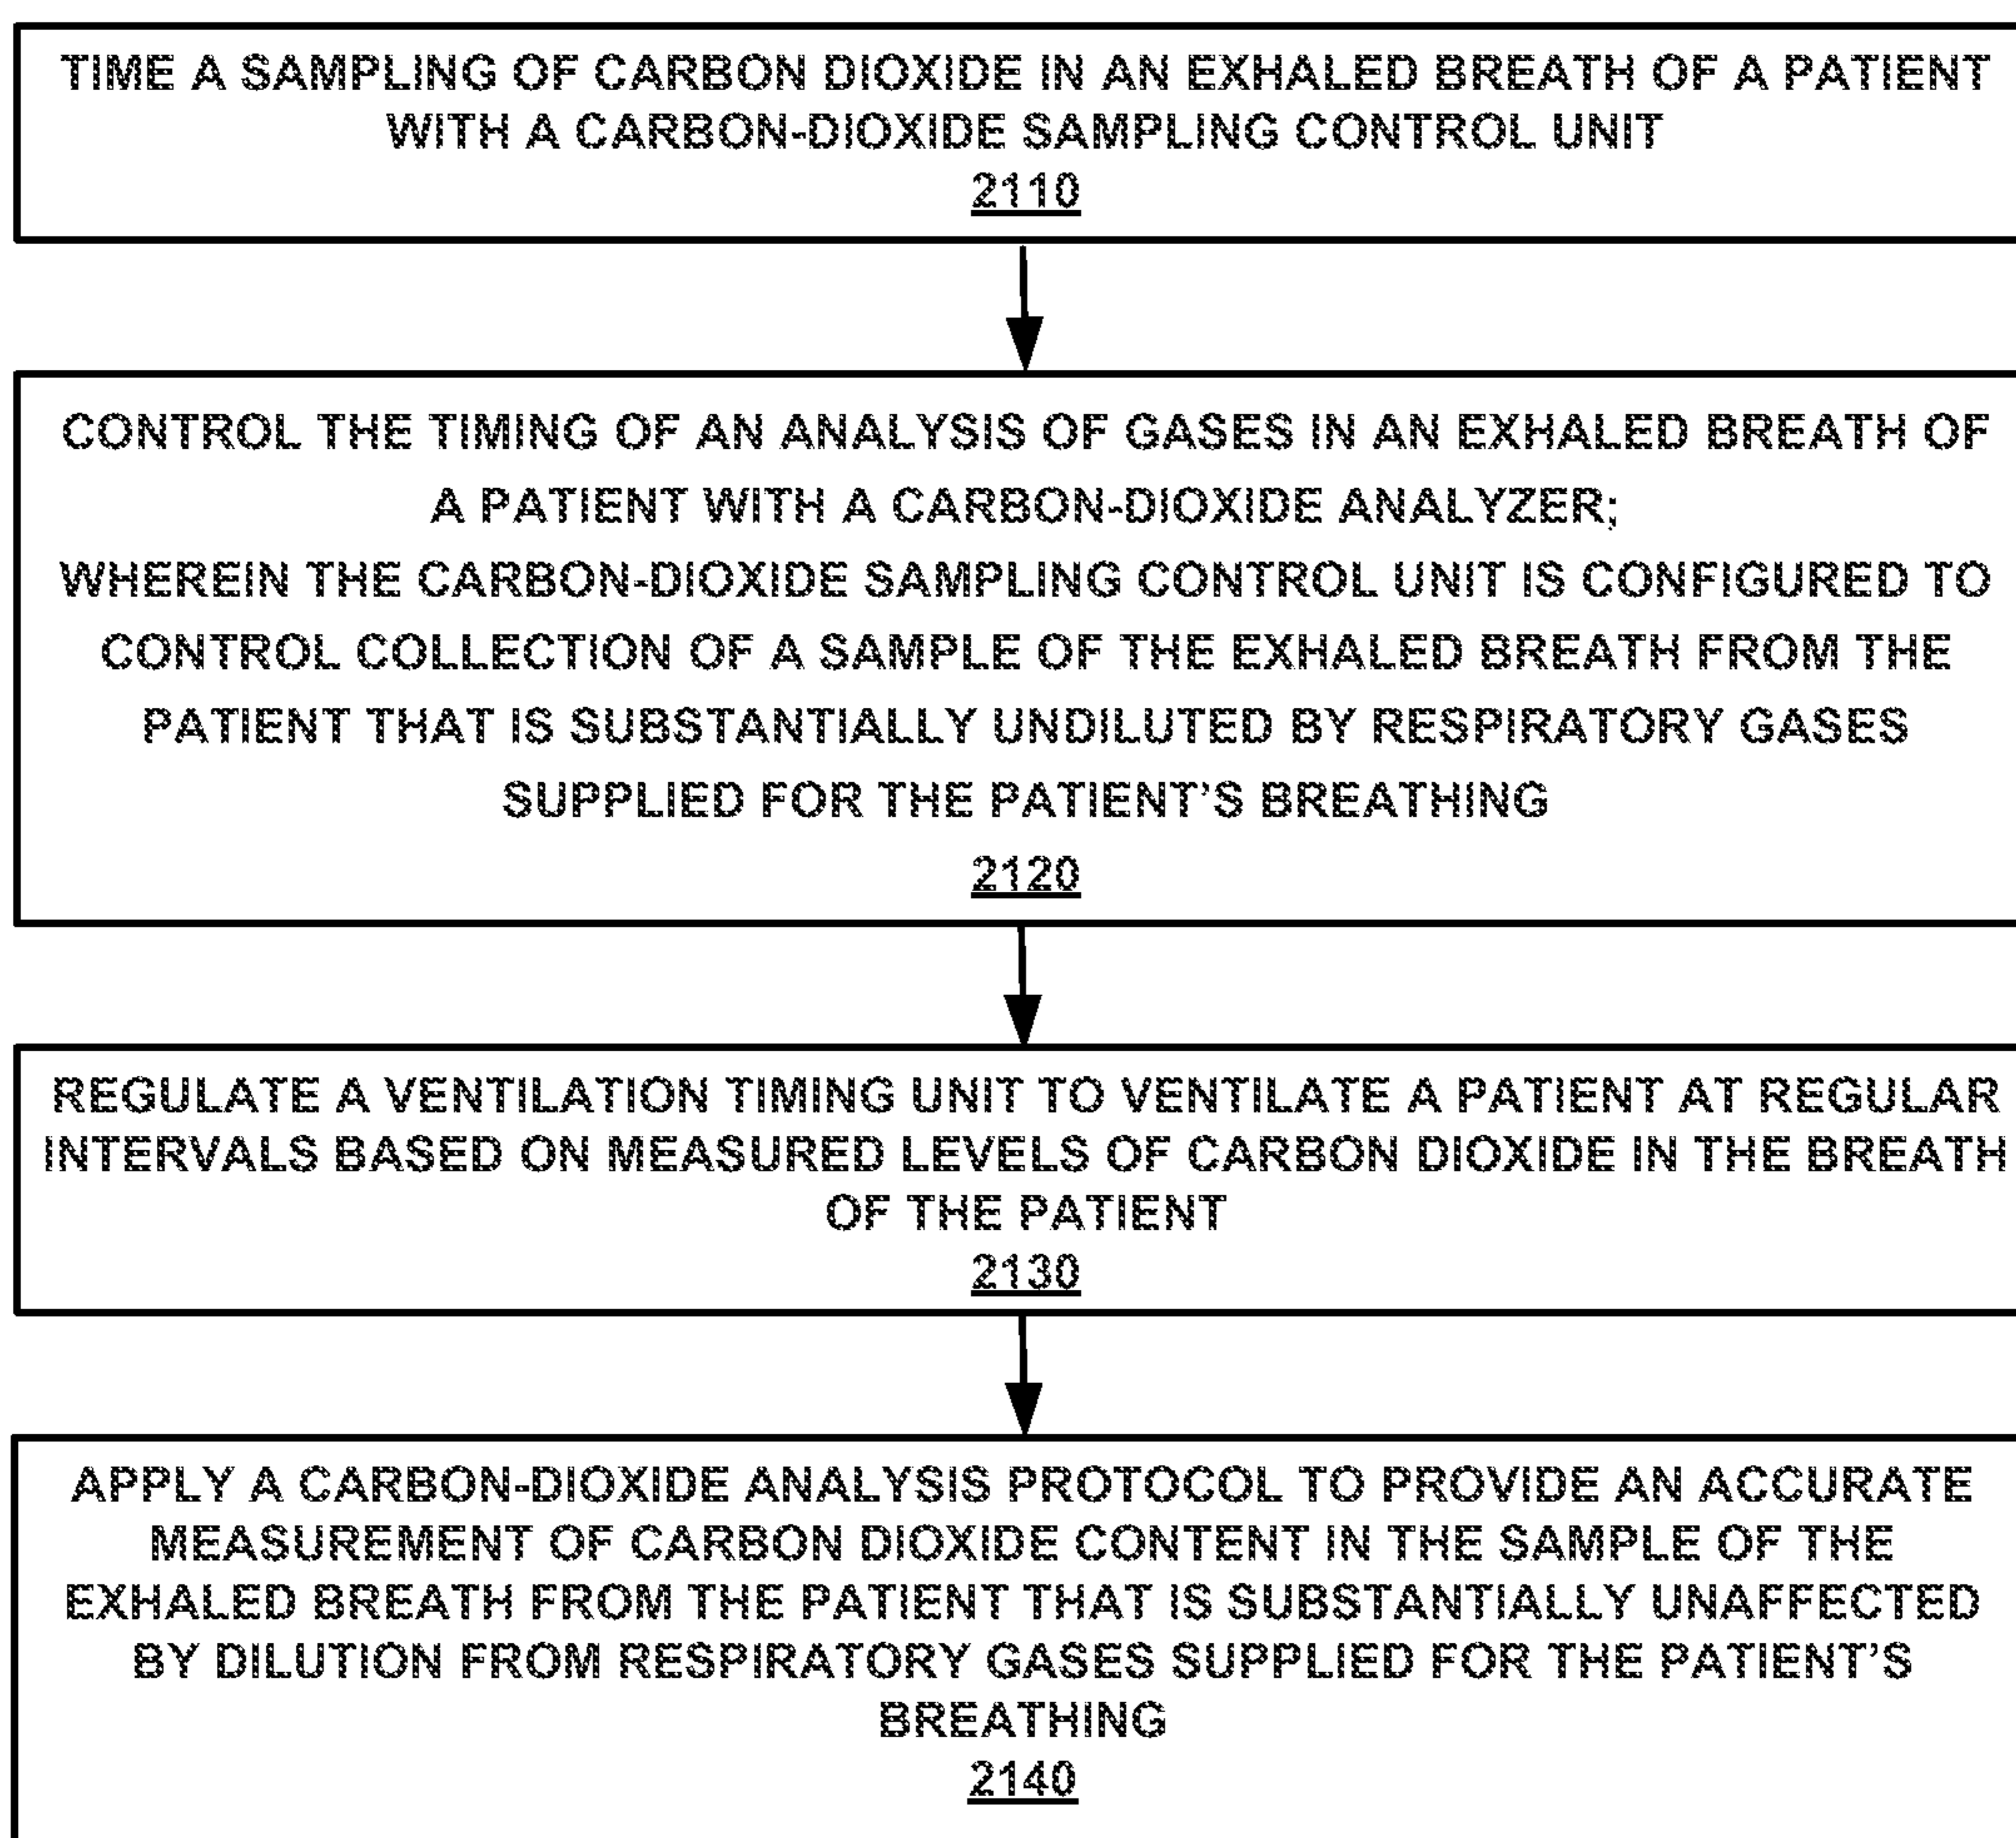 TIME A SAMPLING OF CARBON DIOXIDE IN AN EXHALED BREATH OF A PATIENT
WITH A CARBON-DIOXIDE SAMPLING CONTROL UNIT
2110
CONTROL THE TIMING OF AN ANALYSIS OF GASES IN AN EXHALED BREATH OF
A PATIENT WITH A CARBON-DIOXIDE ANALYZER;
WHEREIN THE CARBON-DIOXIDE SAMPLING CONTROL UNIT IS CONFIGURED TO
CONTROL COLLECTION OF A SAMPLE OF THE EXHALED BREATH FROM THE
PATIENT THAT IS SUBSTANTIALLY UNDILUTED BY RESPIRATORY GASES
SUPPLIED FOR THE PATIENT’S BREATHING
2120
REGULATE A VENTILATION TIMING UNIT TO VENTILATE A PATIENT AT REGULAR
INTERVALS BASED ON MEASURED LEVELS OF CARBON DIOXIDE IN THE BREATH
OF THE PATIENT
2130
APPLY A CARBON-DIOXIDE ANALYSIS PROTOCOL TO PROVIDE AN ACCURATE
MEASUREMENT OF CARBON DIOXIDE CONTENT IN THE SAMPLE OF THE
EXHALED BREATH FROM THE PATIENT THAT IS SUBSTANTIALLY UNAFFECTED
BY DILUTION FROM RESPIRATORY GASES SUPPLIED FOR THE PATIENT’S
BREATHING
2140